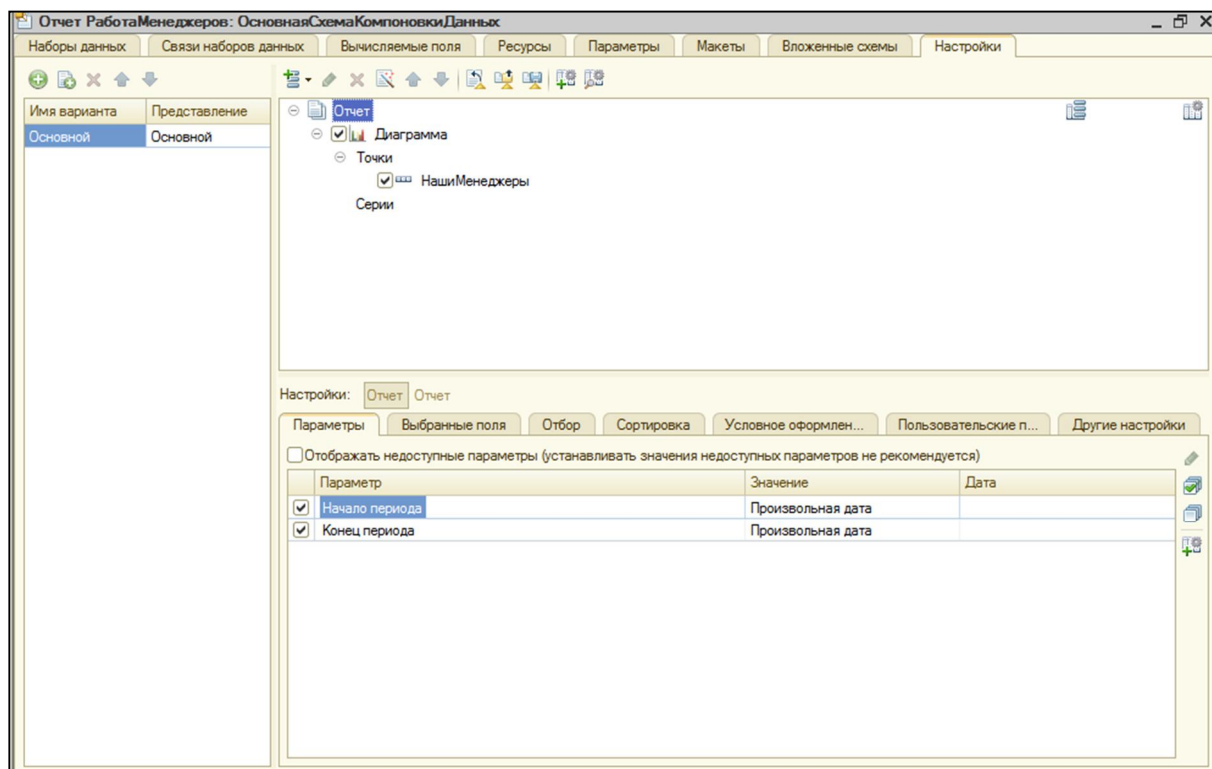 Отчет РаботаМенеджеров: ОсновнаяСхемаКомпоновкиДанных
Наборы данных Связи наборов данных Вычисляемые поля Ресурсы Параметры Макеты Вложенные схемы Настройки
Имя варианта Представление
Основной Основной
Отчет
Диаграмма
Точки
НашиМенеджеры
Серии
Настройки: Отчет Отчет
Параметры Выбранные поля Отбор Сортировка Условное оформлен... Пользовательские п... Другие настройки
Отображать недоступные параметры (устанавливать значения недоступных параметров не рекомендуется)
Параметр Значение Дата
Начало периода Произвольная дата
Конец периода Произвольная дата